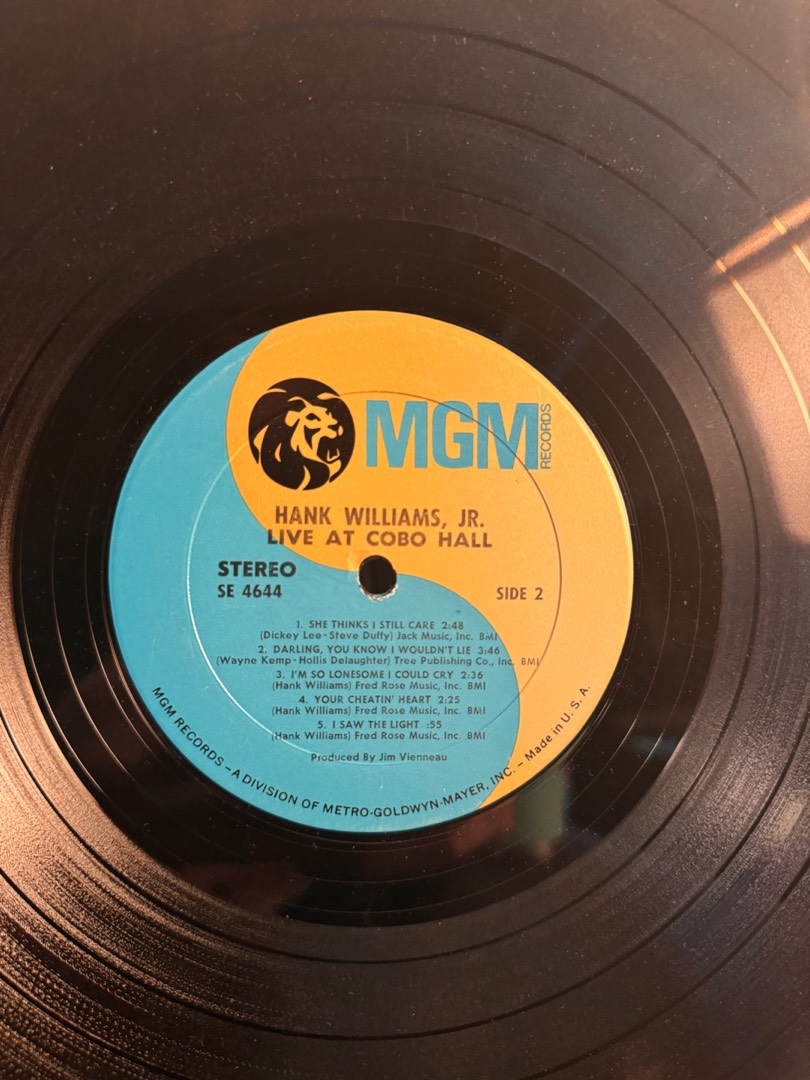 MGM RECORDS
HANK WILLIAMS, JR.
LIVE AT COBO HALL
STEREO
SE 4644
SIDE 2
1. SHE THINKS I STILL CARE 2:48
(Dickey Lee-Steve Duffy) Jack Music, Inc. BMI
2. DARLING, YOU KNOW I WOULDN'T LIE 3:46
(Wayne Kemp-Hollis Delaughter) Tree Publishing Co., Inc. BMI
3. I'M SO LONESOME I COULD CRY 2:36
(Hank Williams) Fred Rose Music, Inc. BMI
4. YOUR CHEATIN' HEART 2:25
(Hank Williams) Fred Rose Music, Inc. BMI
5. I SAW THE LIGHT :55
(Hank Williams) Fred Rose Music, Inc. BMI
Produced By Jim Vienneau
MGM RECORDS – A DIVISION OF METRO-GOLDWYN-MAYER, INC. – Made in U. S. A.